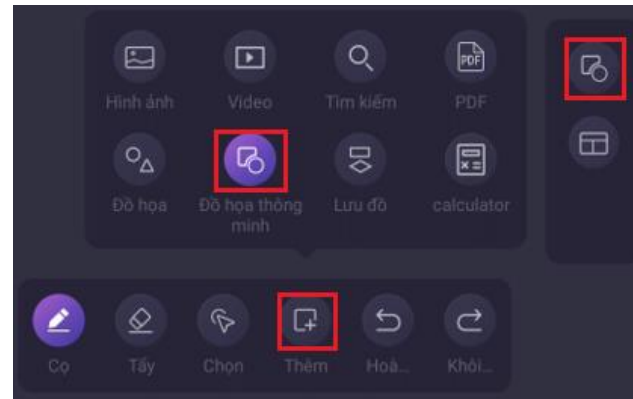 Hình ảnh Video Tìm kiếm PDF
PDF
Đồ họa Đồ họa thông minh Lưu đồ calculator
Cọ Tẩy Chọn Thêm Hoà... Khôi...